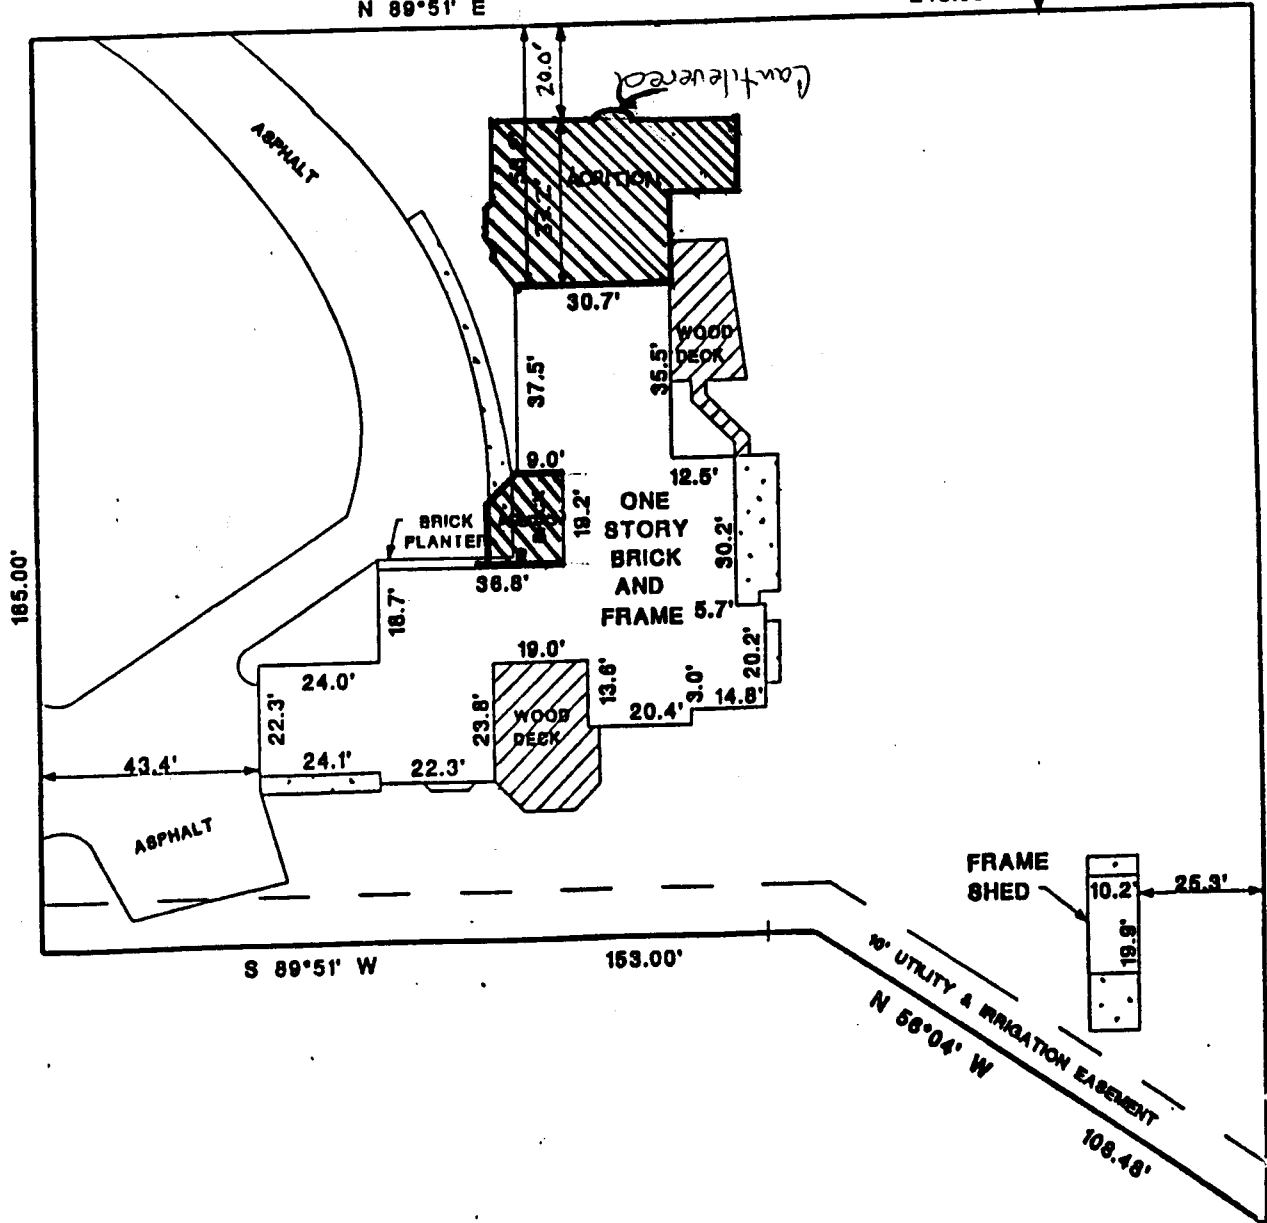 N 89°51' E
20.0'
Cantilevered
ASPHALT
ADDITION
30.7'
WOOD
DECK
35.5'
37.5'
9.0'
12.5'
19.2'
ONE
STORY
BRICK
AND
FRAME
BRICK
PLANTER
30.2'
36.8'
5.7'
18.7'
185.00'
20.2'
19.0'
24.0'
13.6'
3.0'
14.8'
20.4'
22.3'
23.8'
WOOD
DECK
43.4'
24.1'
22.3'
ASPHALT
FRAME
SHED
10.2'
25.3'
19.9'
S 89°51' W
153.00'
10' UTILITY & IRRIGATION EASEMENT
N 56°04' W
108.48'